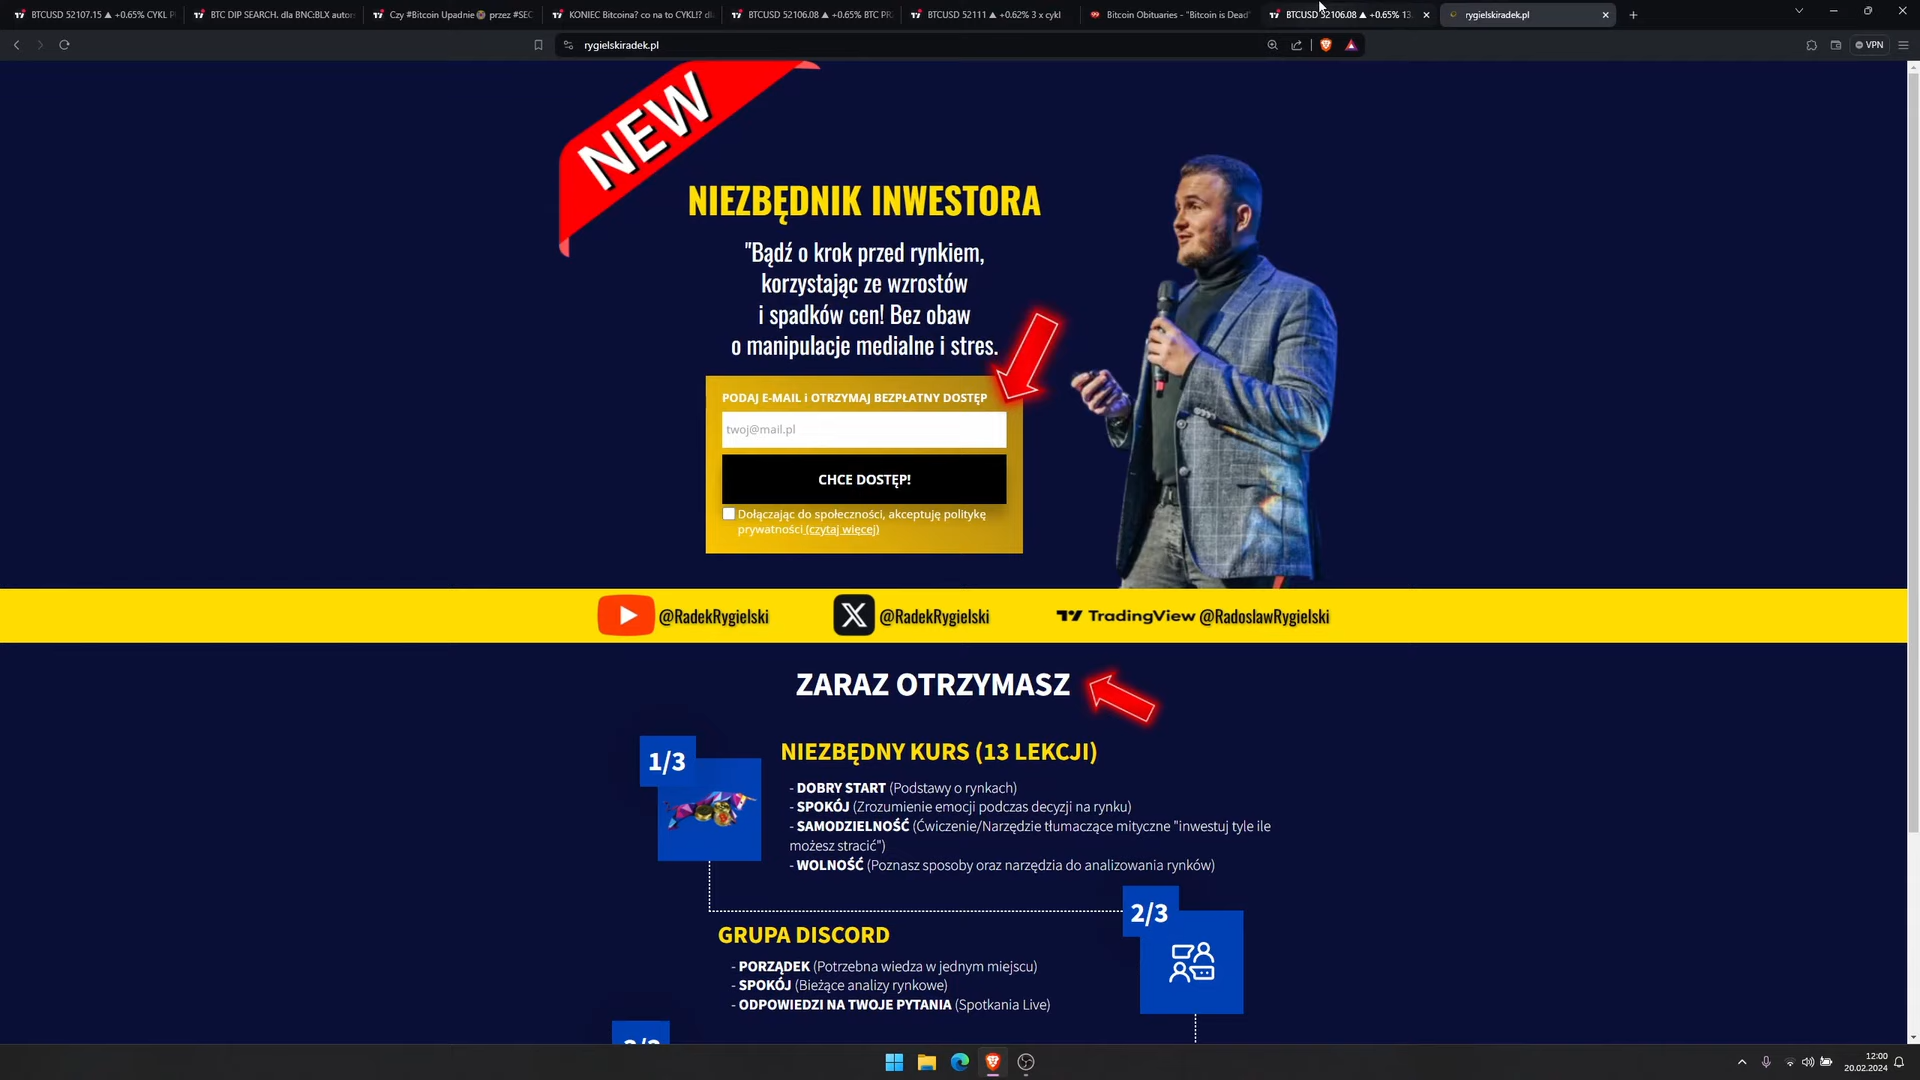 BTCUSD 52107.15 ▲ +0.65% CYKL
BTC DIP SEARCH. dla BNC:BLX autor
Czy #Bitcoin Upadnie przez #SEC
KONIEC Bitcoina? co na to CYKL!?
BTCUSD 52106.08 ▲ +0.65% BTC PR
BTCUSD 52111 ▲ +0.62% 3 x cykl
Bitcoin Obituaries - "Bitcoin is Dead"
BTCUSD 52106.08 ▲ +0.65% 13
rygielskiradek.pl
rygielskiradek.pl
VPN
NEW
NIEZBĘDNIK INWESTORA
"Bądź o krok przed rynkiem,
korzystając ze wzrostów
i spadków cen! Bez obaw
o manipulacje medialne i stres.
PODAJ E-MAIL i OTRZYMAJ BEZPŁATNY DOSTĘP
twoj@mail.pl
CHCE DOSTĘP!
Dołączając do społeczności, akceptuję politykę
prywatności (czytaj więcej)
@RadekRygielski
@RadekRygielski
TradingView @RadoslawRygielski
ZARAZ OTRZYMASZ
1/3
NIEZBĘDNY KURS (13 LEKCJI)
- DOBRY START (Podstawy o rynkach)
- SPOKÓJ (Zrozumienie emocji podczas decyzji na rynku)
- SAMODZIELNOŚĆ (Ćwiczenie/Narzędzie tłumaczące mityczne "inwestuj tyle ile
możesz stracić")
- WOLNOŚĆ (Poznasz sposoby oraz narzędzia do analizowania rynków)
2/3
GRUPA DISCORD
- PORZĄDEK (Potrzebna wiedza w jednym miejscu)
- SPOKÓJ (Bieżące analizy rynkowe)
- ODPOWIEDZI NA TWOJE PYTANIA (Spotkania Live)
12:00
20.02.2024